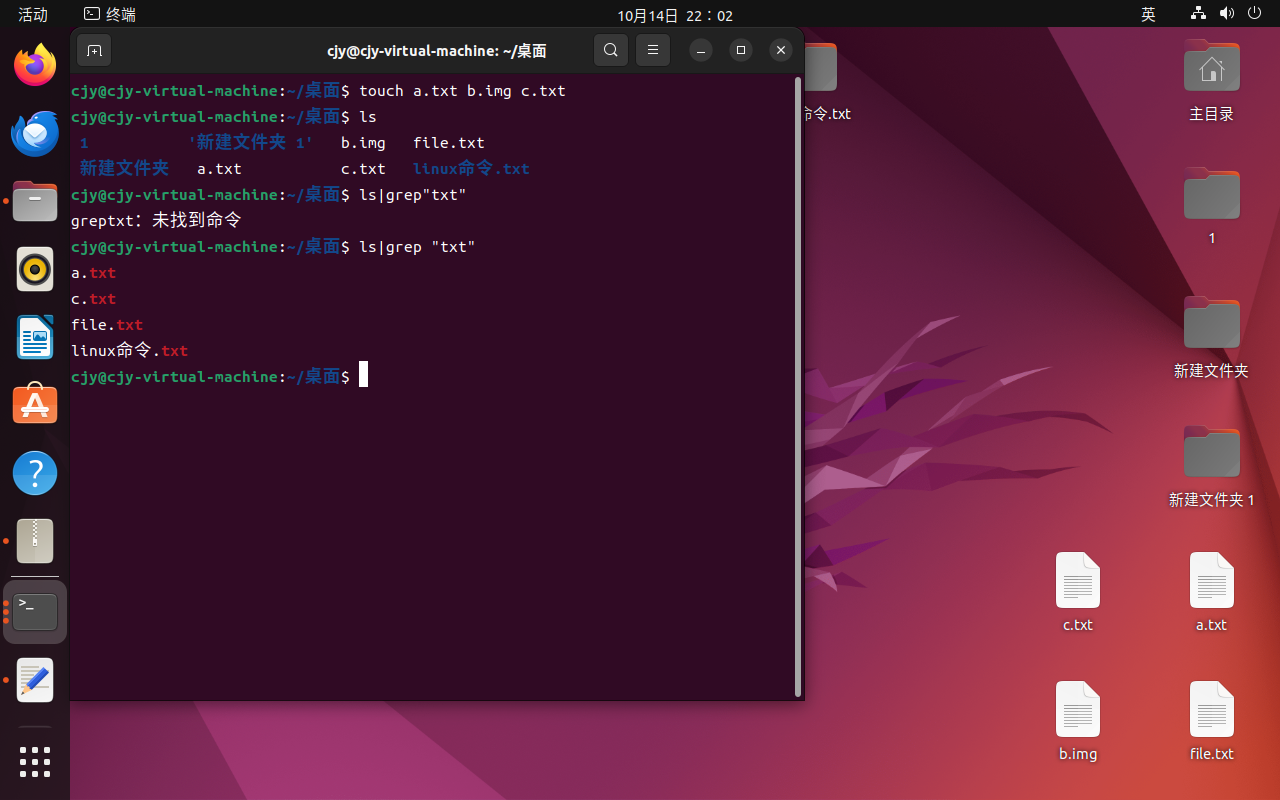 活动 终端 10月14日 22：02 英
cjy@cjy-virtual-machine: ~/桌面
cjy@cjy-virtual-machine:~/桌面$ touch a.txt b.img c.txt
cjy@cjy-virtual-machine:~/桌面$ ls
1 '新建文件夹 1' b.img file.txt
新建文件夹 a.txt c.txt linux命令.txt
cjy@cjy-virtual-machine:~/桌面$ ls|grep"txt"
greptxt：未找到命令
cjy@cjy-virtual-machine:~/桌面$ ls|grep "txt"
a.txt
c.txt
file.txt
linux命令.txt
cjy@cjy-virtual-machine:~/桌面$
命令.txt
主目录
1
新建文件夹
新建文件夹 1
c.txt
a.txt
b.img
file.txt